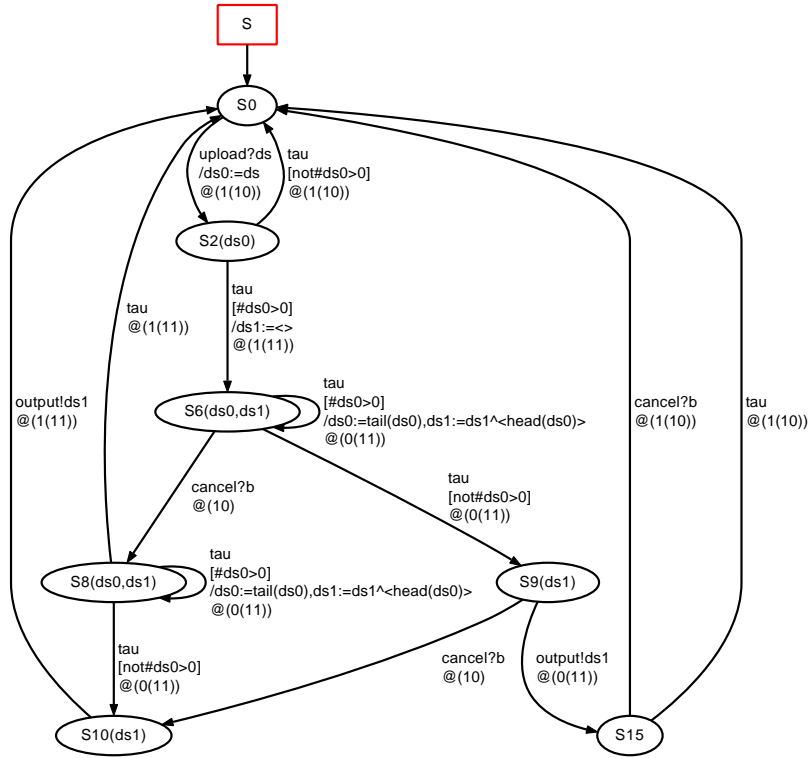 S
S0
upload?ds
/ds0:=ds
@(1(10))
tau
[not#ds0>0]
@(1(10))
S2(ds0)
tau
[#ds0>0]
/ds1:=<>
@(1(11))
tau
@(1(11))
output!ds1
@(1(11))
S6(ds0,ds1)
tau
[#ds0>0]
/ds0:=tail(ds0),ds1:=ds1^<head(ds0)>
@(0(11))
cancel?b
@(1(10))
tau
@(1(10))
cancel?b
@(10)
tau
[not#ds0>0]
@(0(11))
S8(ds0,ds1)
tau
[#ds0>0]
/ds0:=tail(ds0),ds1:=ds1^<head(ds0)>
@(0(11))
S9(ds1)
tau
[not#ds0>0]
@(0(11))
cancel?b
@(10)
output!ds1
@(0(11))
S10(ds1)
S15